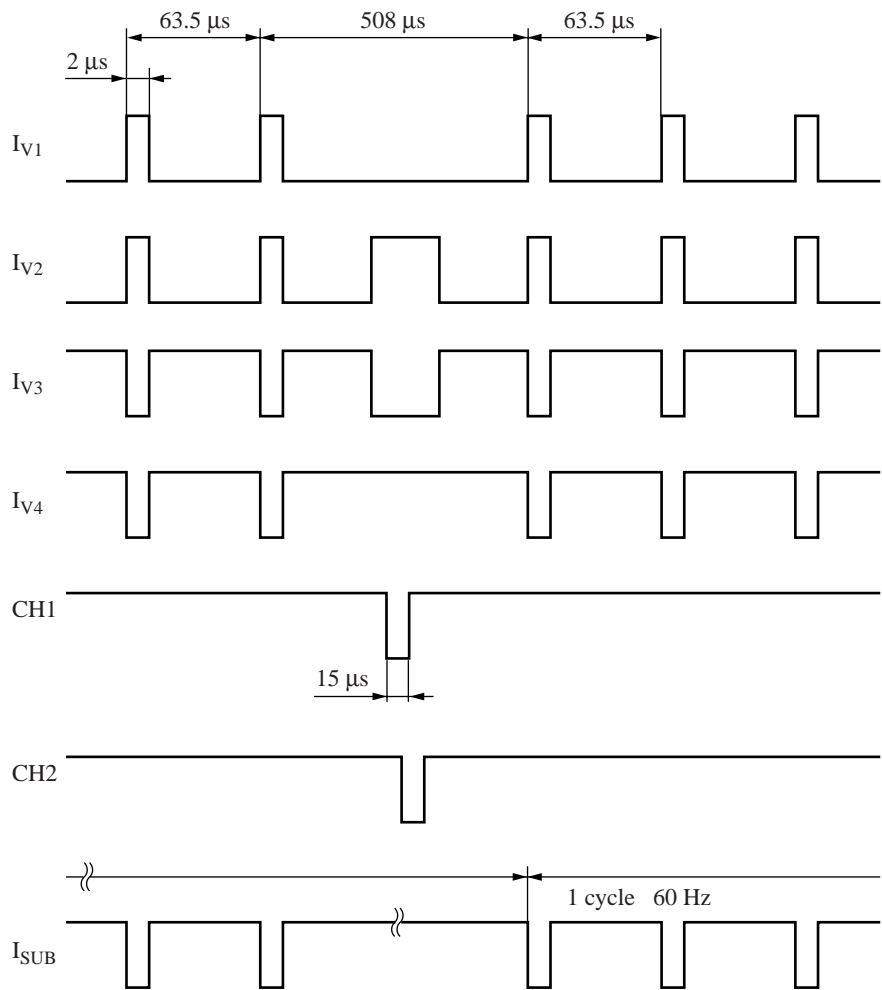 63.5 μs 508 μs 63.5 μs
2 μs
I_V1
I_V2
I_V3
I_V4
CH1
15 μs
CH2
1 cycle 60 Hz
I_SUB